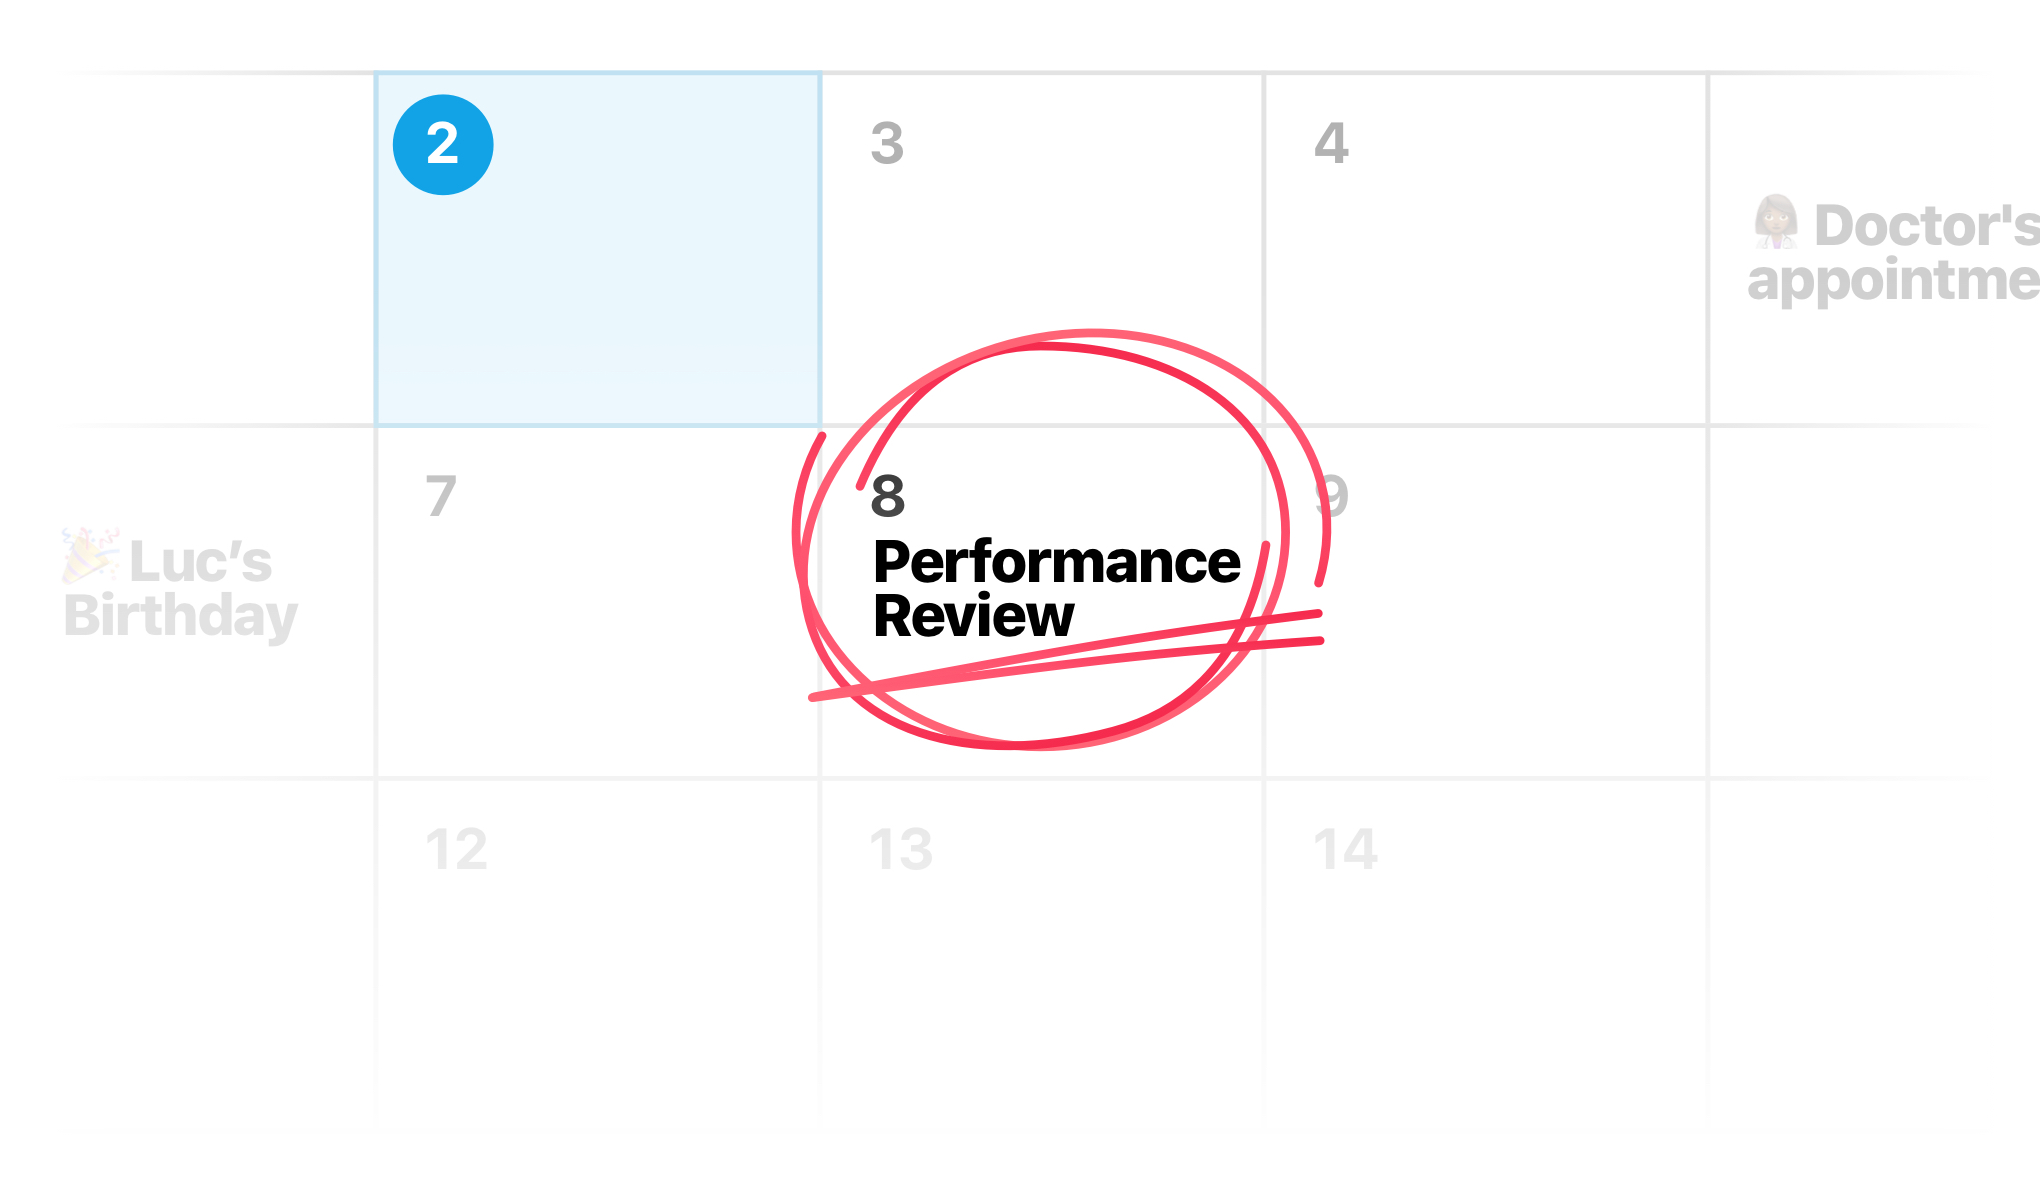 2
3
4
Doctor's
appointme
7
8
9
Luc’s
Birthday
Performance
Review
12
13
14